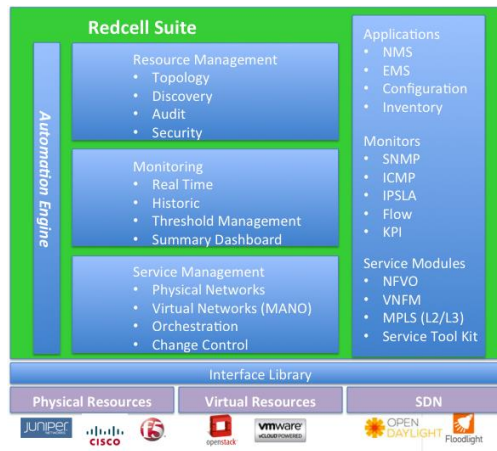 Redcell Suite
Automation Engine
Resource Management
• Topology
• Discovery
• Audit
• Security
Monitoring
• Real Time
• Historic
• Threshold Management
• Summary Dashboard
Service Management
• Physical Networks
• Virtual Networks (MANO)
• Orchestration
• Change Control
Applications
• NMS
• EMS
• Configuration
• Inventory
Monitors
• SNMP
• ICMP
• IPSLA
• Flow
• KPI
Service Modules
• NFVO
• VNFM
• MPLS (L2/L3)
• Service Tool Kit
Interface Library
Physical Resources
Virtual Resources
SDN
JUNIPER
NETWORKS
CISCO
f5
openstack
vmware
vCLOUD POWERED
OPEN
DAYLIGHT
Floodlight